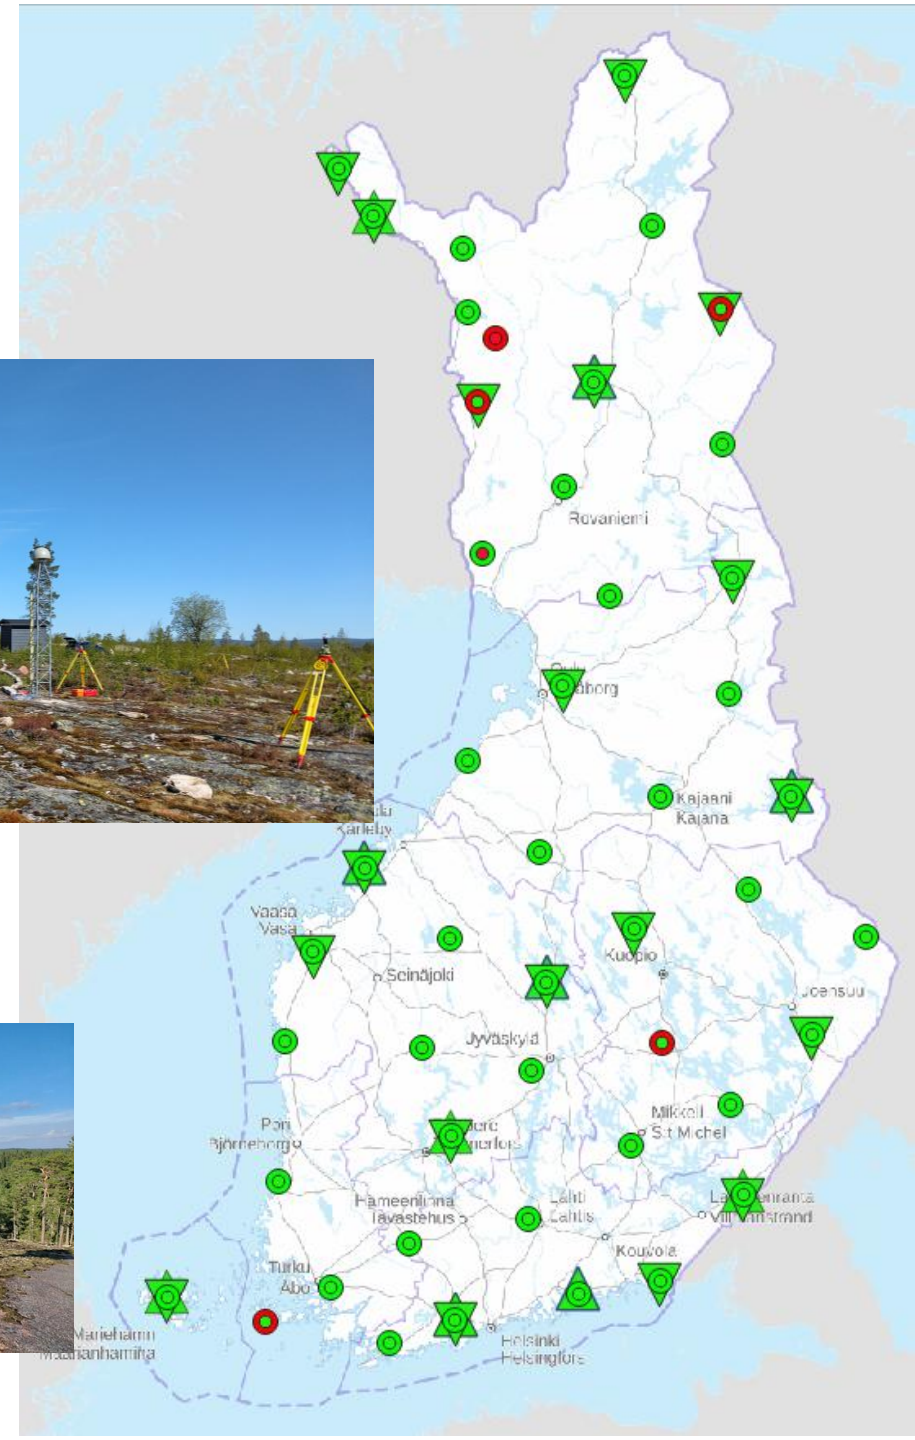 Rovaniemi
Kajaani
Kajana
Karleby
Vaasa
Vasa
Seinäjoki
Kuopio
Joensuu
Jyväskylä
Mikkeli
S:t Michel
Pori
Björneborg
Hämeenlinna
Tavastehus
Lahti
Lahtis
Kouvola
Turku
Åbo
Helsinki
Helsingfors
Mariehamn